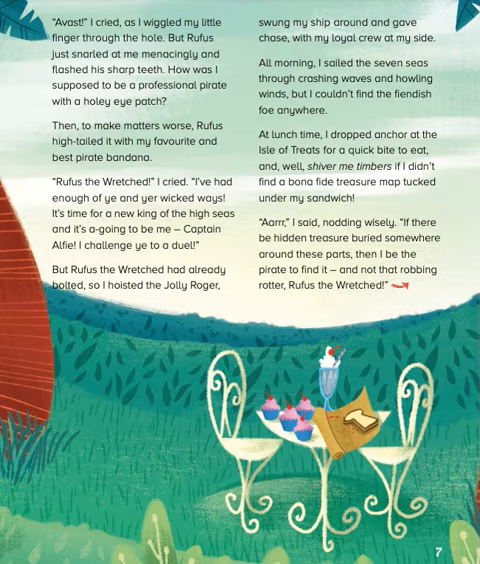 "Avast!" I cried, as I wiggled my little
finger through the hole. But Rufus
just snarled at me menacingly and
flashed his sharp teeth. How was I
supposed to be a professional pirate
with a holey eye patch?
Then, to make matters worse, Rufus
high-tailed it with my favourite and
best pirate bandana.
"Rufus the Wretched!" I cried. "I've had
enough of ye and yer wicked ways!
It's time for a new king of the high seas
and it's a-going to be me – Captain
Alfie! I challenge ye to a duel!"
But Rufus the Wretched had already
bolted, so I hoisted the Jolly Roger,
swung my ship around and gave
chase, with my loyal crew at my side.
All morning, I sailed the seven seas
through crashing waves and howling
winds, but I couldn't find the fiendish
foe anywhere.
At lunch time, I dropped anchor at the
Isle of Treats for a quick bite to eat,
and, well, shiver me timbers if I didn't
find a bona fide treasure map tucked
under my sandwich!
"Aarrr," I said, nodding wisely. "If there
be hidden treasure buried somewhere
around these parts, then I be the
pirate to find it – and not that robbing
rotter, Rufus the Wretched!"
7